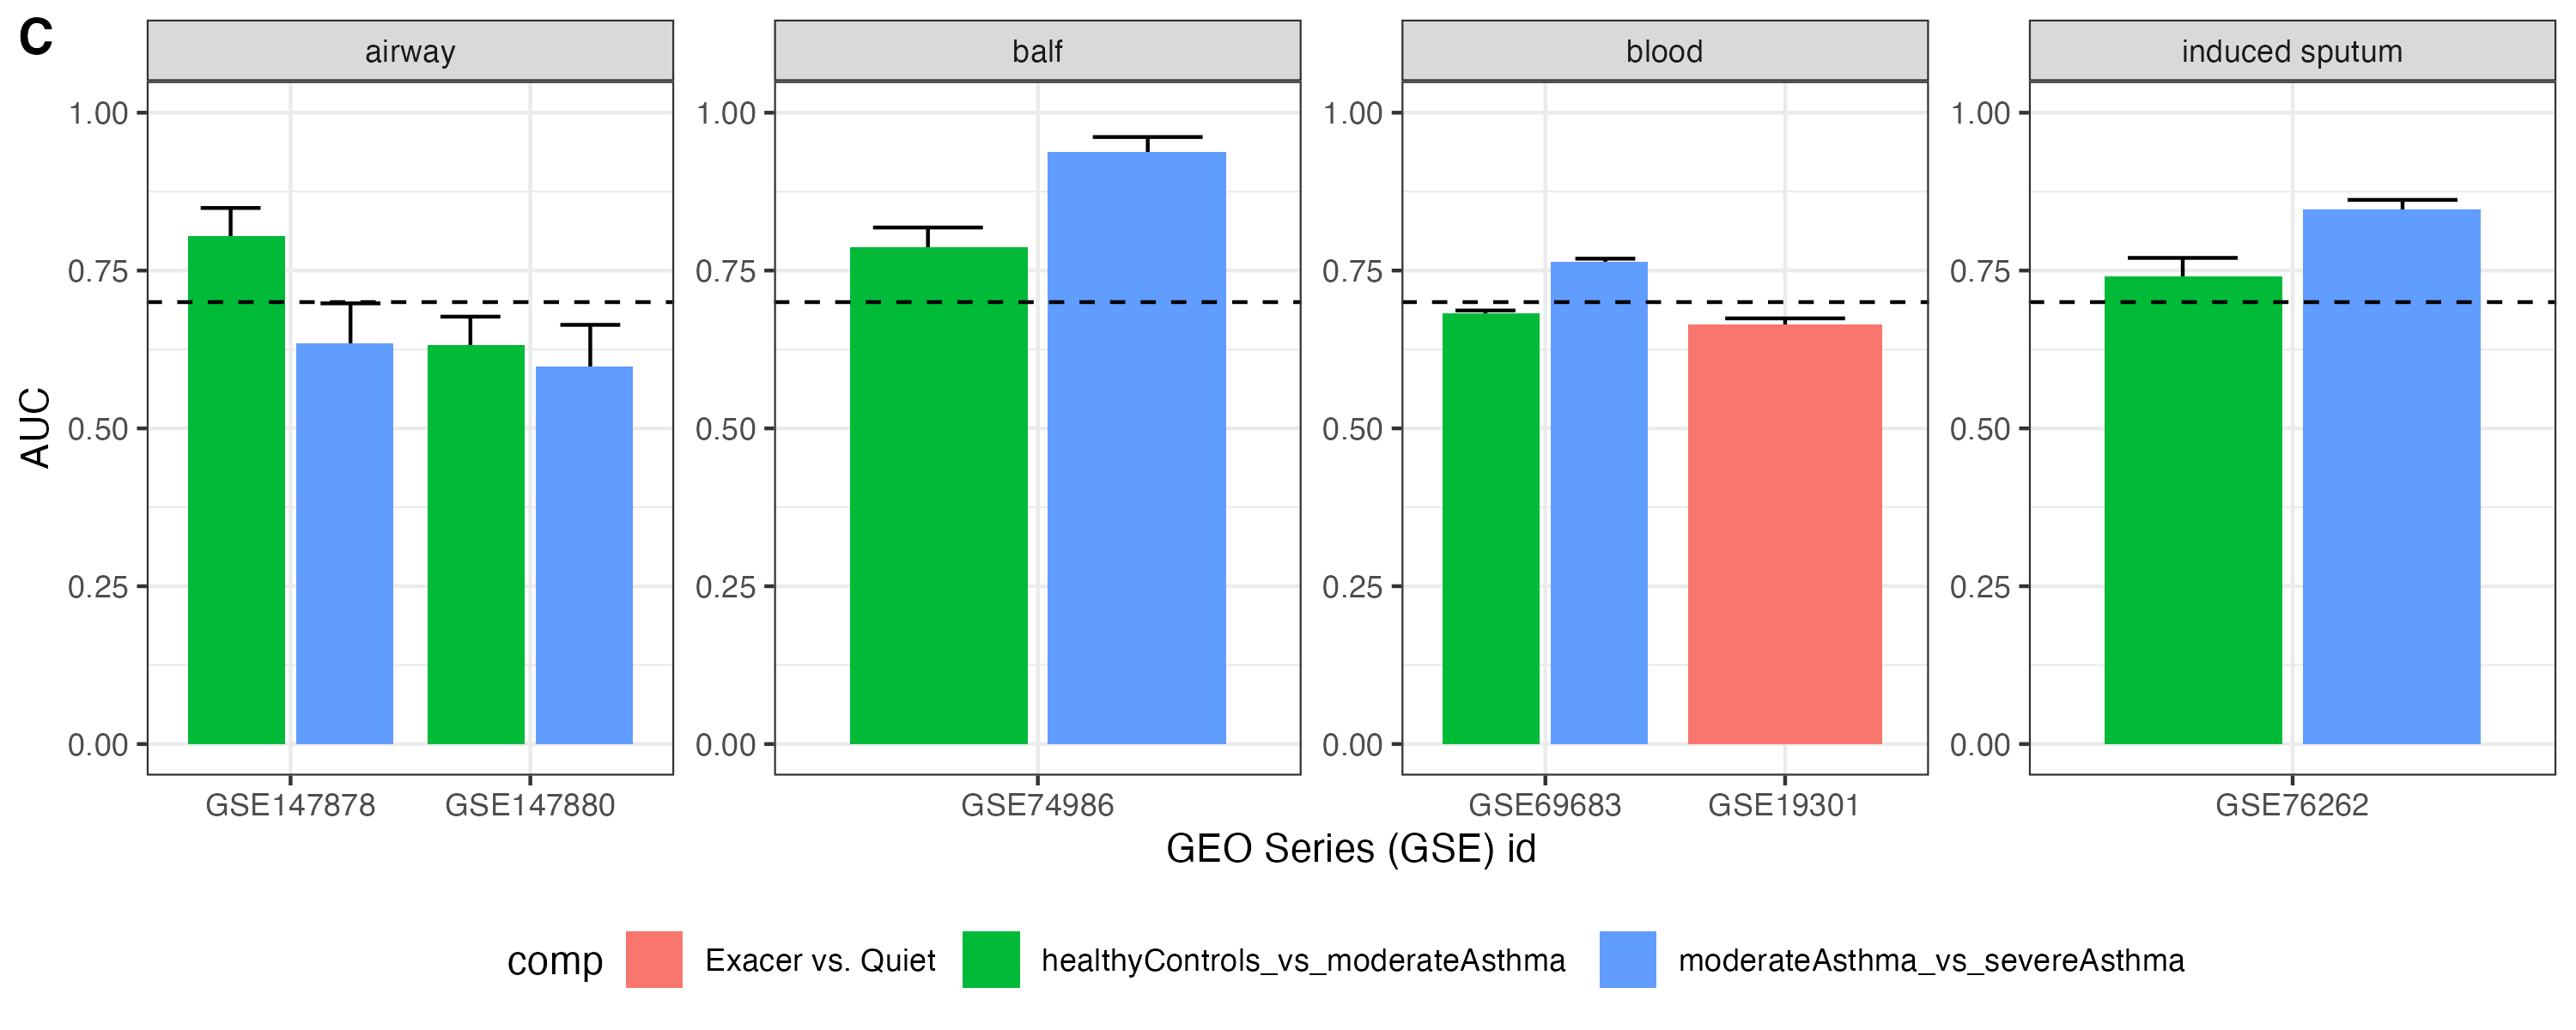 C
airway
balf
blood
induced sputum
1.00
0.75
0.50
0.25
0.00
1.00
0.75
0.50
0.25
0.00
1.00
0.75
0.50
0.25
0.00
1.00
0.75
0.50
0.25
0.00
AUC
GSE147878 GSE147880
GSE74986
GSE69683 GSE19301
GSE76262
GEO Series (GSE) id
comp Exacer vs. Quiet healthyControls_vs_moderateAsthma moderateAsthma_vs_severeAsthma